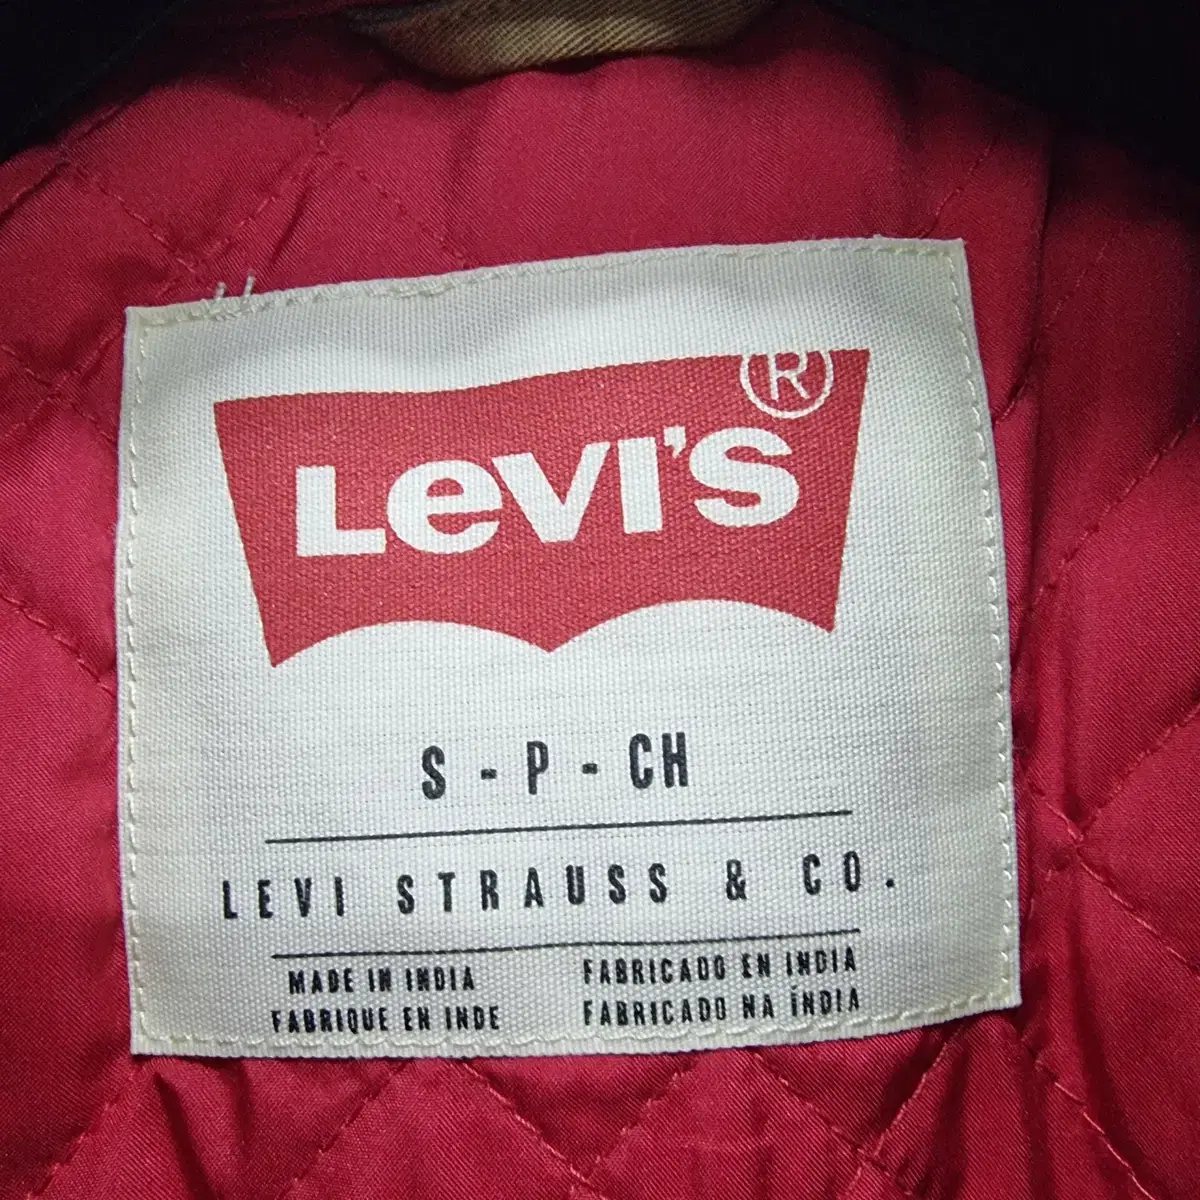 Levi's®
S - P - CH
LEVI STRAUSS & CO.
MADE IN INDIA
FABRIQUE EN INDE
FABRICADO EN INDIA
FABRICADO NA ÍNDIA